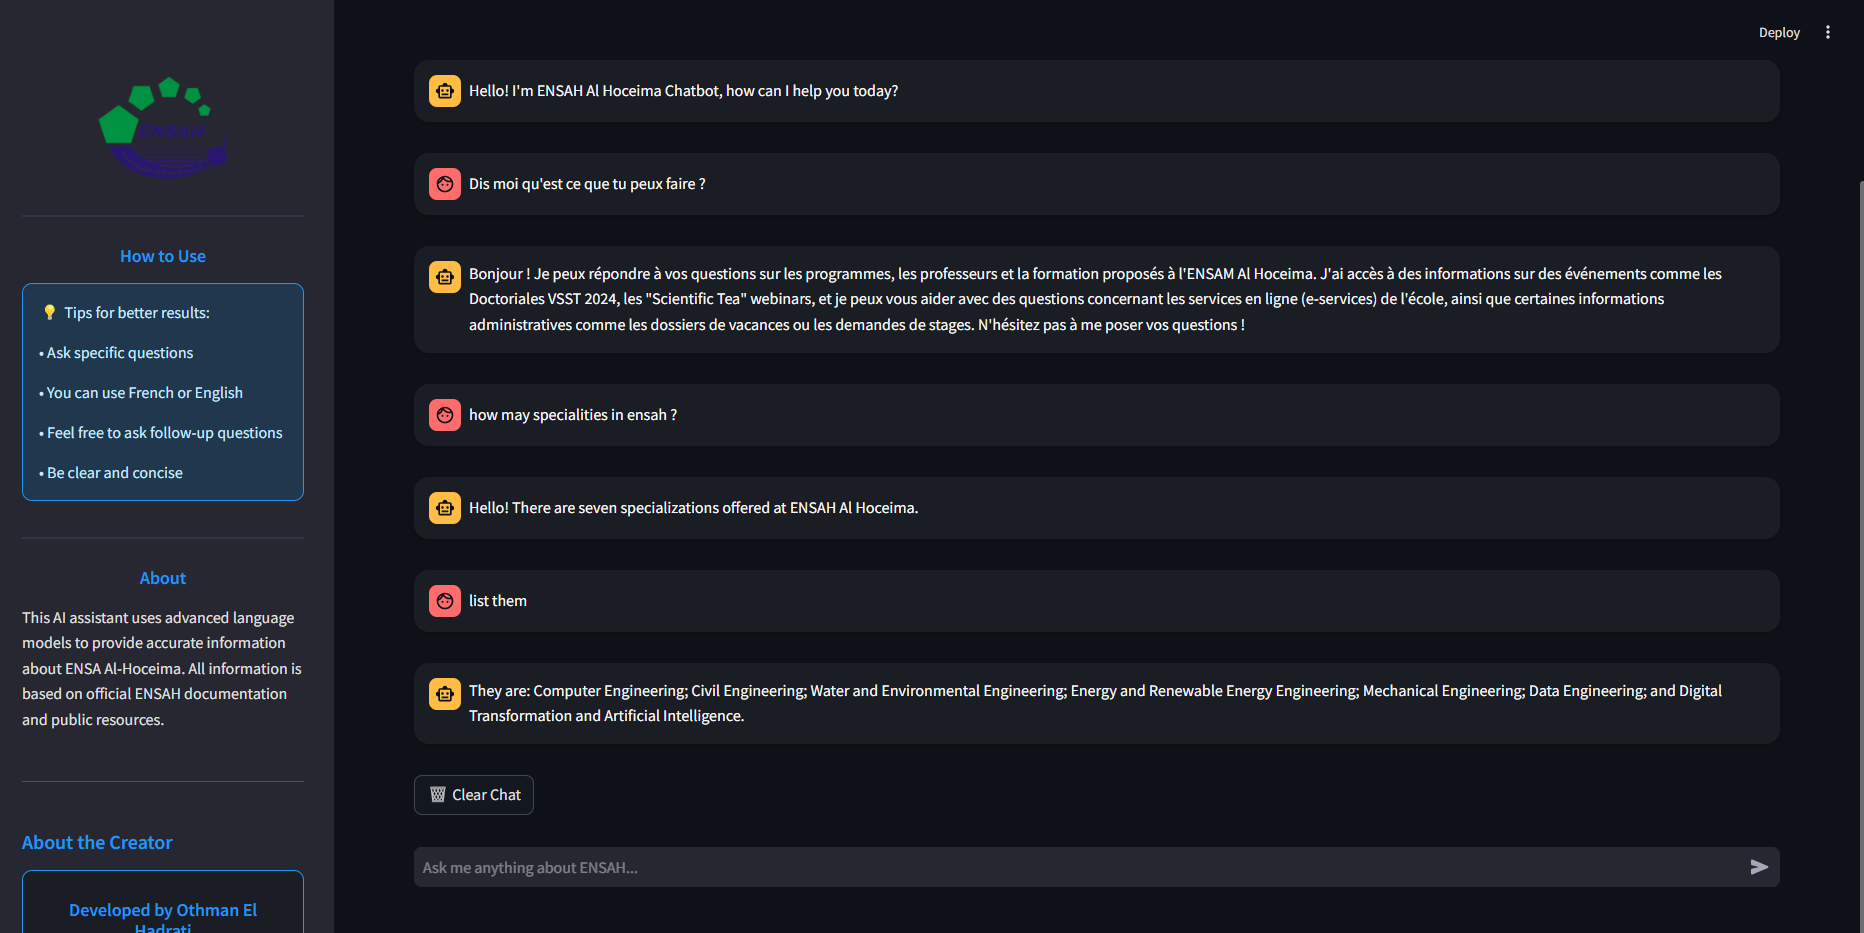 ENSAH
How to Use
💡 Tips for better results:
• Ask specific questions
• You can use French or English
• Feel free to ask follow-up questions
• Be clear and concise
About
This AI assistant uses advanced language
models to provide accurate information
about ENSA Al-Hoceima. All information is
based on official ENSAH documentation
and public resources.
About the Creator
Developed by Othman El
Hadrati
Deploy
Hello! I'm ENSAH Al Hoceima Chatbot, how can I help you today?
Dis moi qu'est ce que tu peux faire ?
Bonjour ! Je peux répondre à vos questions sur les programmes, les professeurs et la formation proposés à l'ENSAM Al Hoceima. J'ai accès à des informations sur des événements comme les
Doctoriales VSST 2024, les "Scientific Tea" webinars, et je peux vous aider avec des questions concernant les services en ligne (e-services) de l'école, ainsi que certaines informations
administratives comme les dossiers de vacances ou les demandes de stages. N'hésitez pas à me poser vos questions !
how may specialities in ensah ?
Hello! There are seven specializations offered at ENSAH Al Hoceima.
list them
They are: Computer Engineering; Civil Engineering; Water and Environmental Engineering; Energy and Renewable Energy Engineering; Mechanical Engineering; Data Engineering; and Digital
Transformation and Artificial Intelligence.
🗑️ Clear Chat
Ask me anything about ENSAH...